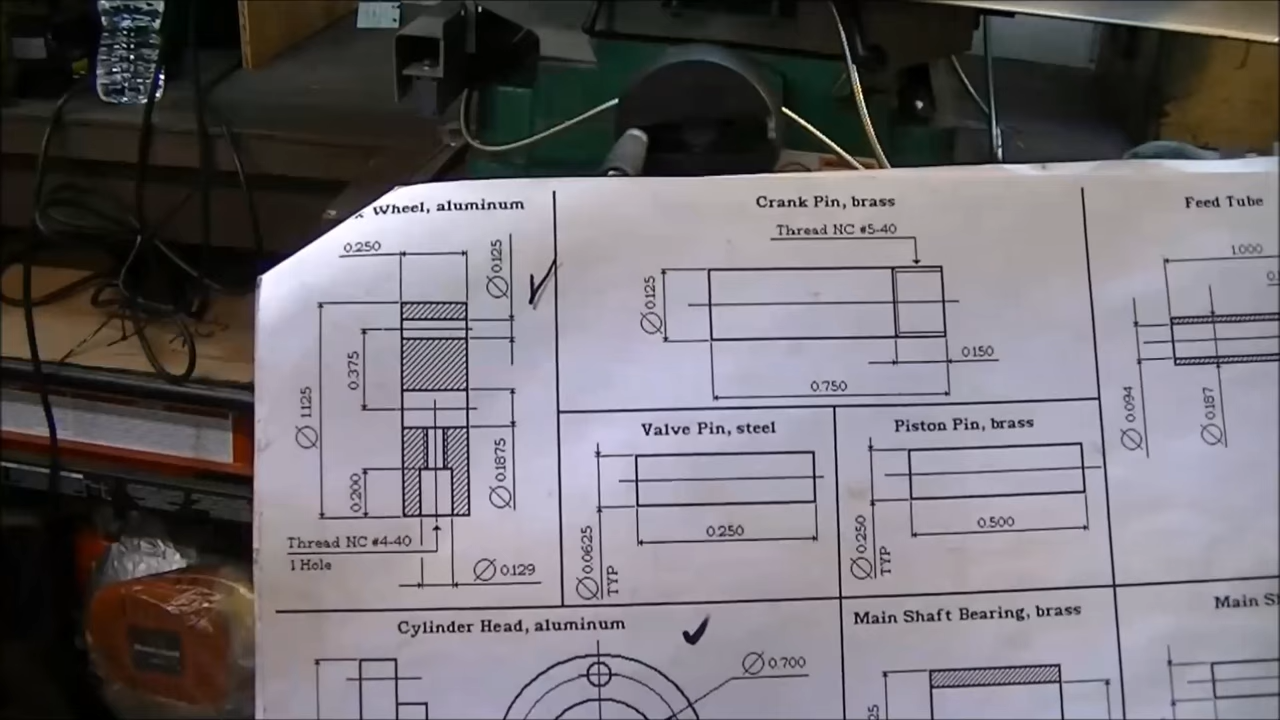 Wheel, aluminum
0.250
Ø 0.125
0.375
Ø 1.125
Ø 0.1875
0.200
Thread NC #4-40
1 Hole
Ø 0.129
Crank Pin, brass
Thread NC #5-40
Ø 0.125
0.150
0.750
Feed Tube
1.000
Ø 0.094
Ø 0.187
Valve Pin, steel
0.250
Ø 0.0625
TYP
Piston Pin, brass
0.500
Ø 0.250
TYP
Cylinder Head, aluminum
Ø 0.700
Main Shaft Bearing, brass
Main